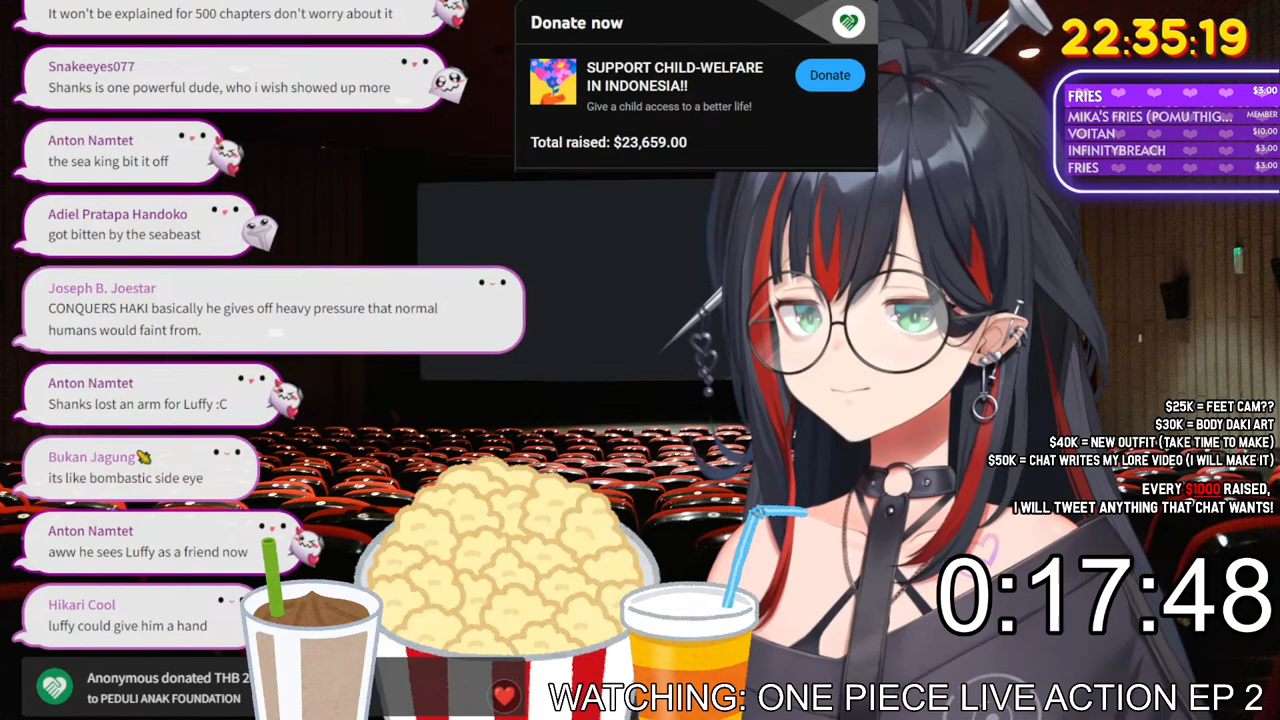 It won't be explained for 500 chapters don't worry about it
Snakeeyes077
Shanks is one powerful dude, who i wish showed up more
Anton Namtet
the sea king bit it off
Adiel Pratapa Handoko
got bitten by the seabeast
Joseph B. Joestar
CONQUERS HAKI basically he gives off heavy pressure that normal
humans would faint from.
Anton Namtet
Shanks lost an arm for Luffy :C
Bukan Jagung🌽
its like bombastic side eye
Anton Namtet
aww he sees Luffy as a friend now
Hikari Cool
luffy could give him a hand
Anonymous donated THB 2
to PEDULI ANAK FOUNDATION
Donate now
SUPPORT CHILD-WELFARE
IN INDONESIA!!
Give a child access to a better life!
Donate
Total raised: $23,659.00
22:35:19
FRIES $3.00
MIKA'S FRIES (POMU THIG... MEMBER
VOITAN $10.00
INFINITYBREACH $3.00
FRIES $3.00
$25K = FEET CAM??
$30K = BODY DAKI ART
$40K = NEW OUTFIT (TAKE TIME TO MAKE)
$50K = CHAT WRITES MY LORE VIDEO (I WILL MAKE IT)
EVERY $1000 RAISED,
I WILL TWEET ANYTHING THAT CHAT WANTS!
0:17:48
WATCHING: ONE PIECE LIVE ACTION EP 2